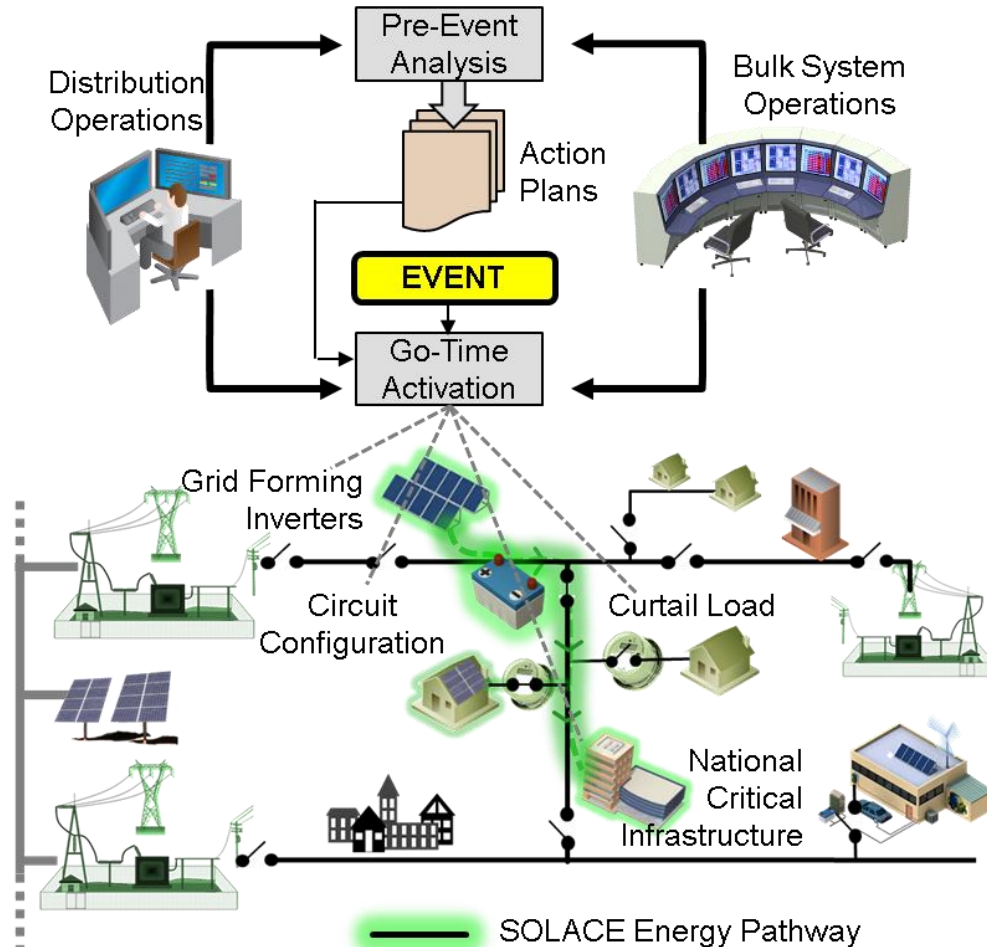 Pre-Event
Analysis
Distribution
Operations
Bulk System
Operations
Action
Plans
EVENT
Go-Time
Activation
Grid Forming
Inverters
Circuit
Configuration
Curtail Load
National
Critical
Infrastructure
SOLACE Energy Pathway